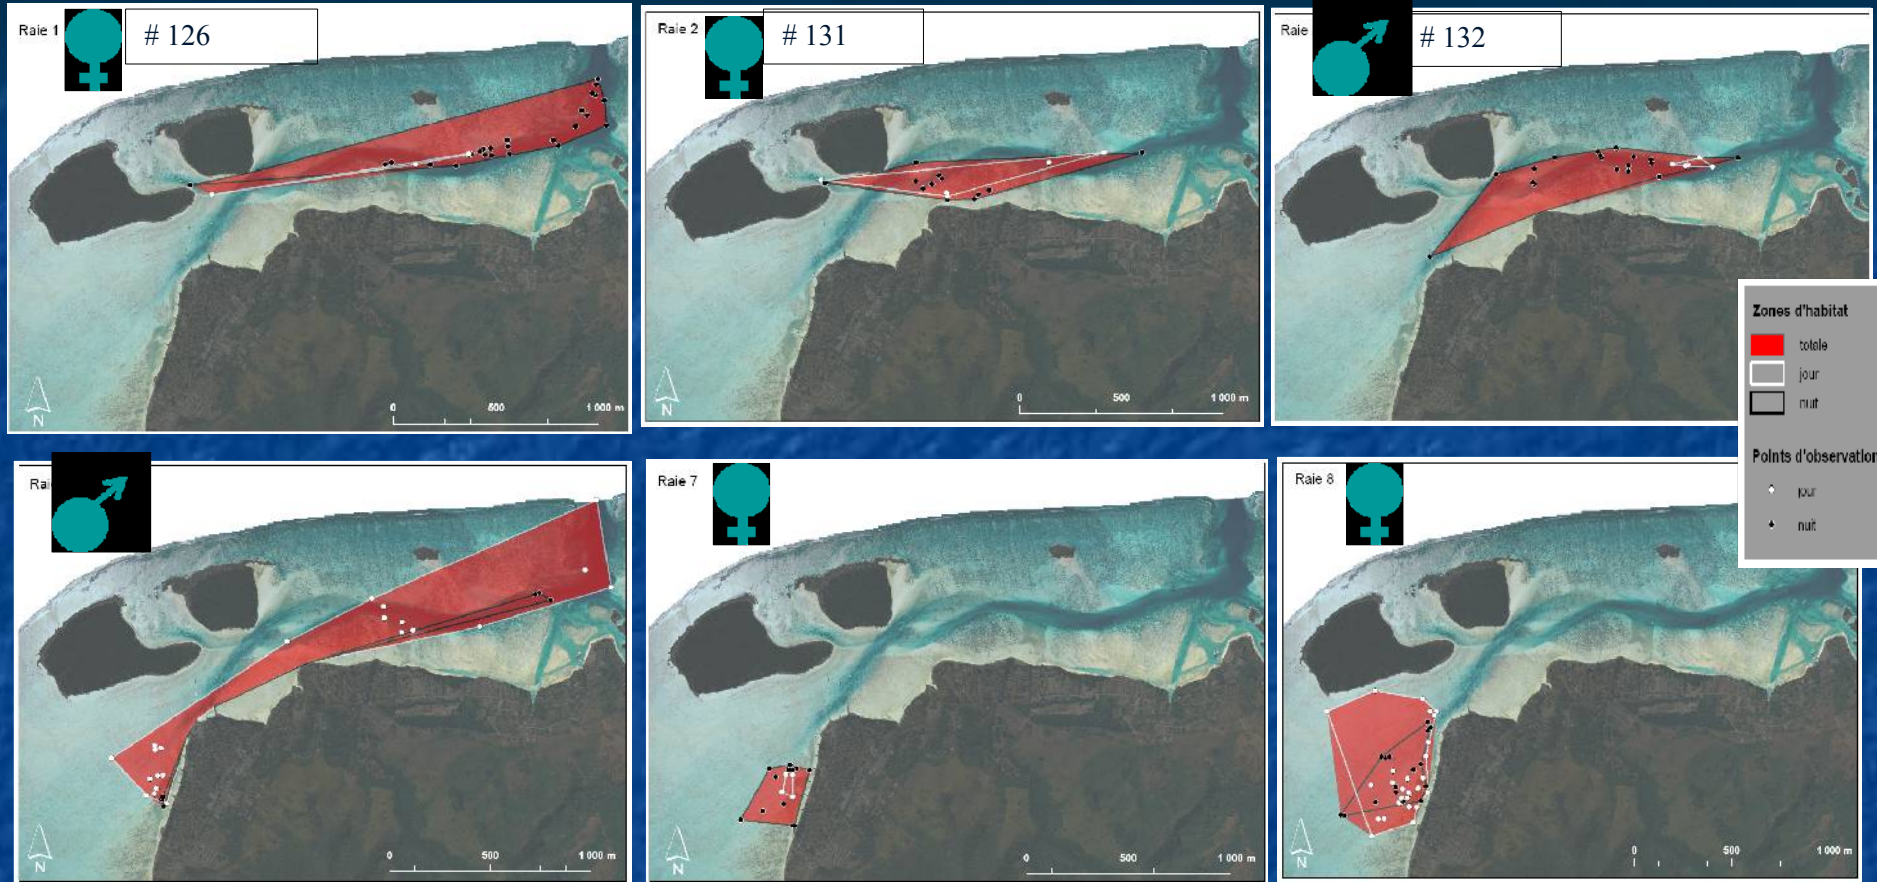 Raie 1
# 126
N
0 500 1 000 m
Raie 2
# 131
N
0 500 1 000 m
Raie
# 132
N
0 500
Zones d'habitat
totale
jour
nuit
Points d'observation
jour
nuit
Rai
N
0 500 1 000 m
Raie 7
N
0 500 1 000 m
Raie 8
N
0 500 1 000 m